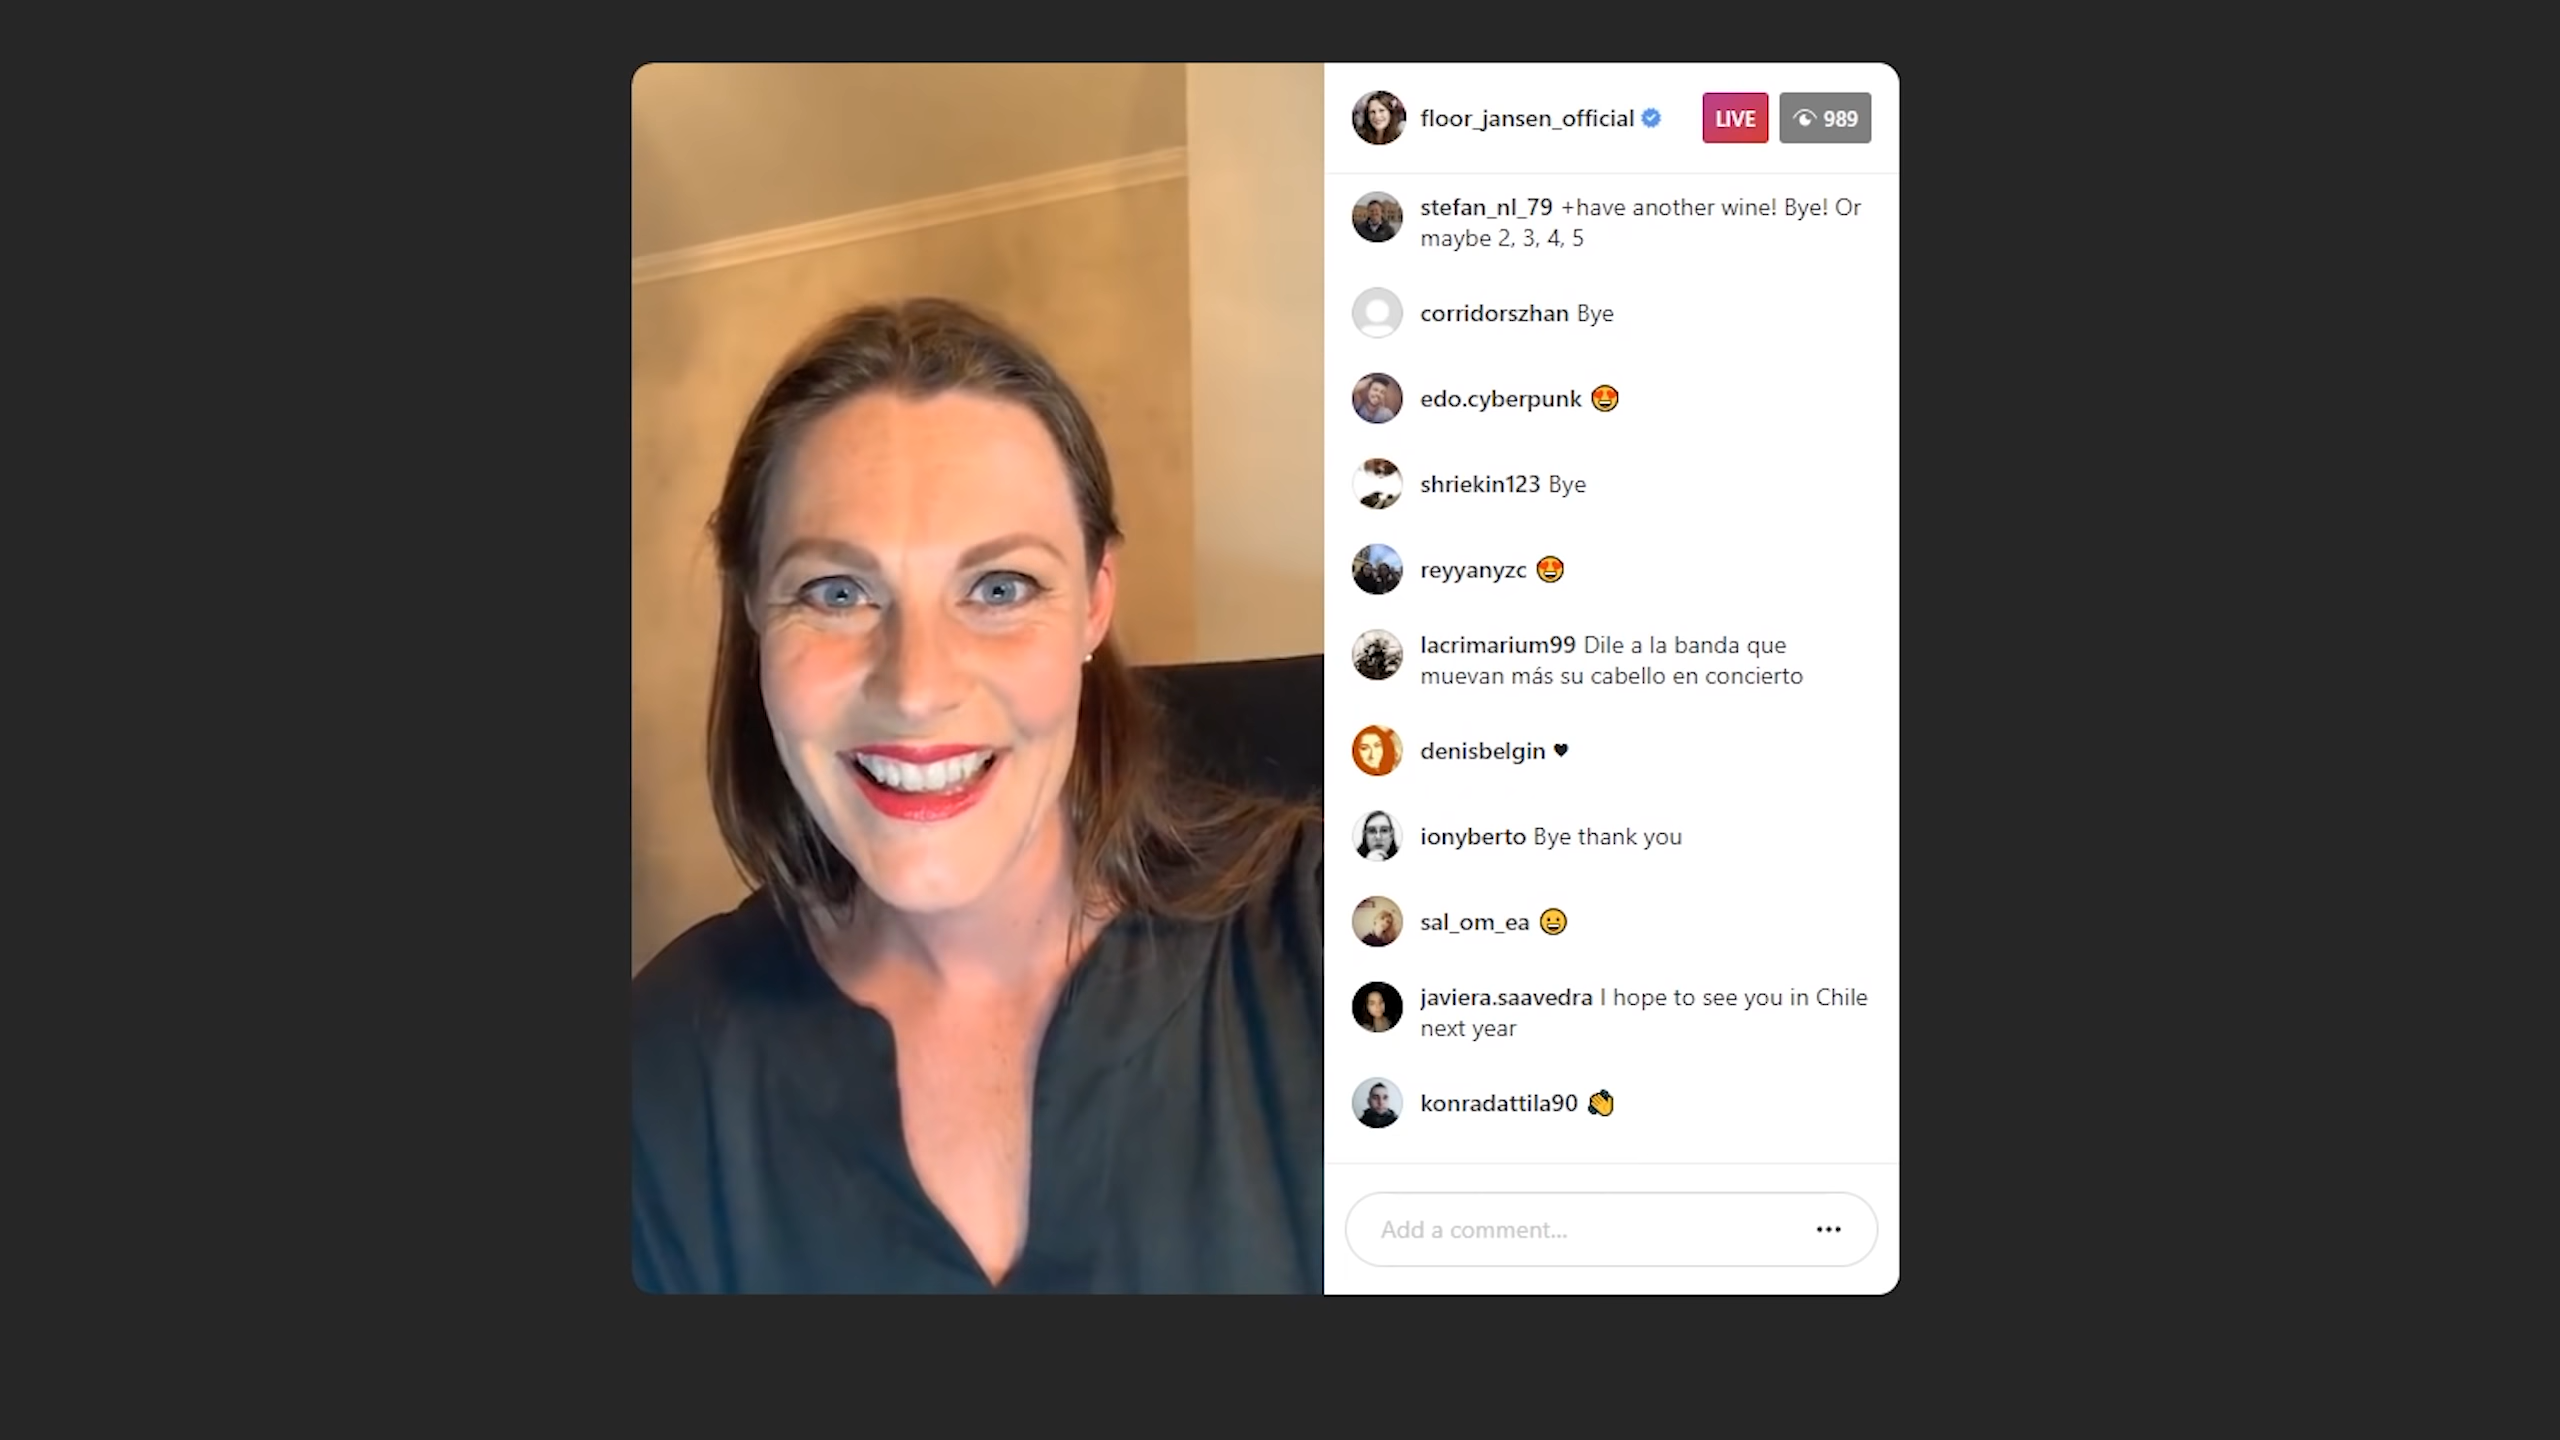 floor_jansen_official LIVE 989
stefan_nl_79 +have another wine! Bye! Or
maybe 2, 3, 4, 5
corridorszhan Bye
edo.cyberpunk 😍
shriekin123 Bye
reyyanyzc 😍
lacrimarium99 Dile a la banda que
muevan más su cabello en concierto
denisbelgin ♥
ionyberto Bye thank you
sal_om_ea 😀
javiera.saavedra I hope to see you in Chile
next year
konradattila90 👏
Add a comment...